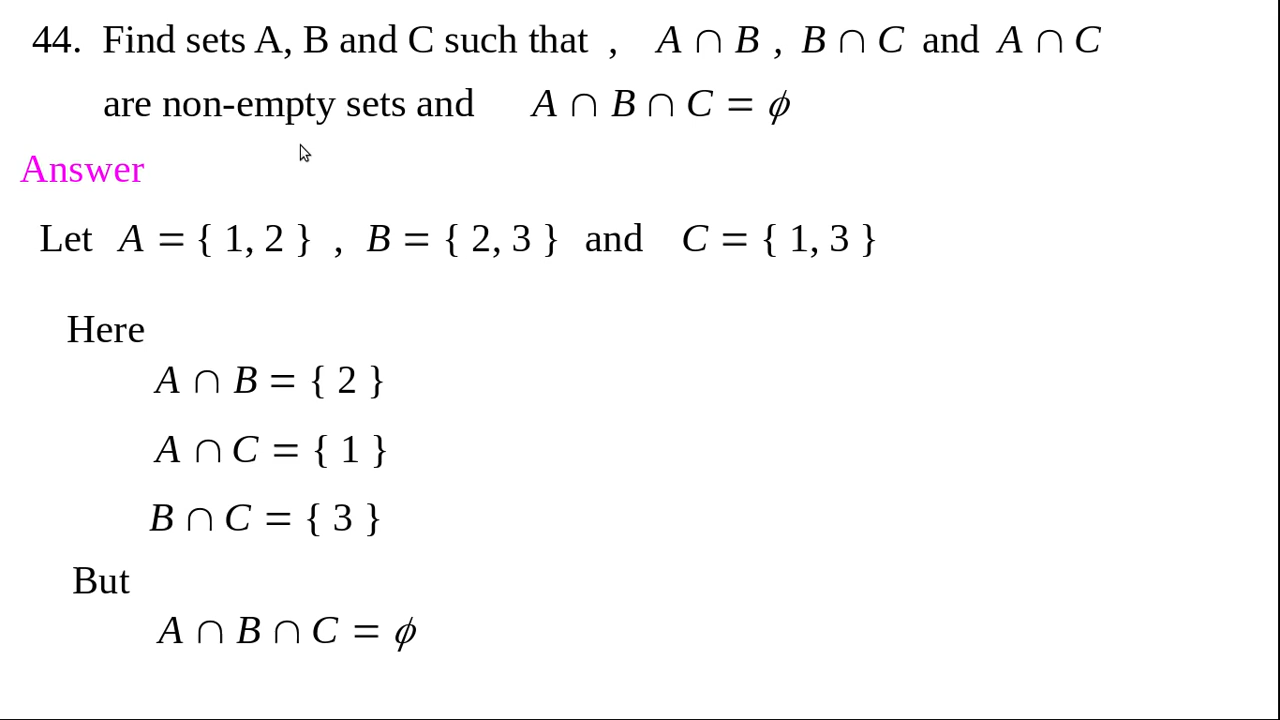 44. Find sets A, B and C such that , A ∩ B , B ∩ C and A ∩ C
are non-empty sets and A ∩ B ∩ C = ϕ
Answer
Let A = { 1, 2 } , B = { 2, 3 } and C = { 1, 3 }
Here
A ∩ B = { 2 }
A ∩ C = { 1 }
B ∩ C = { 3 }
But
A ∩ B ∩ C = ϕ